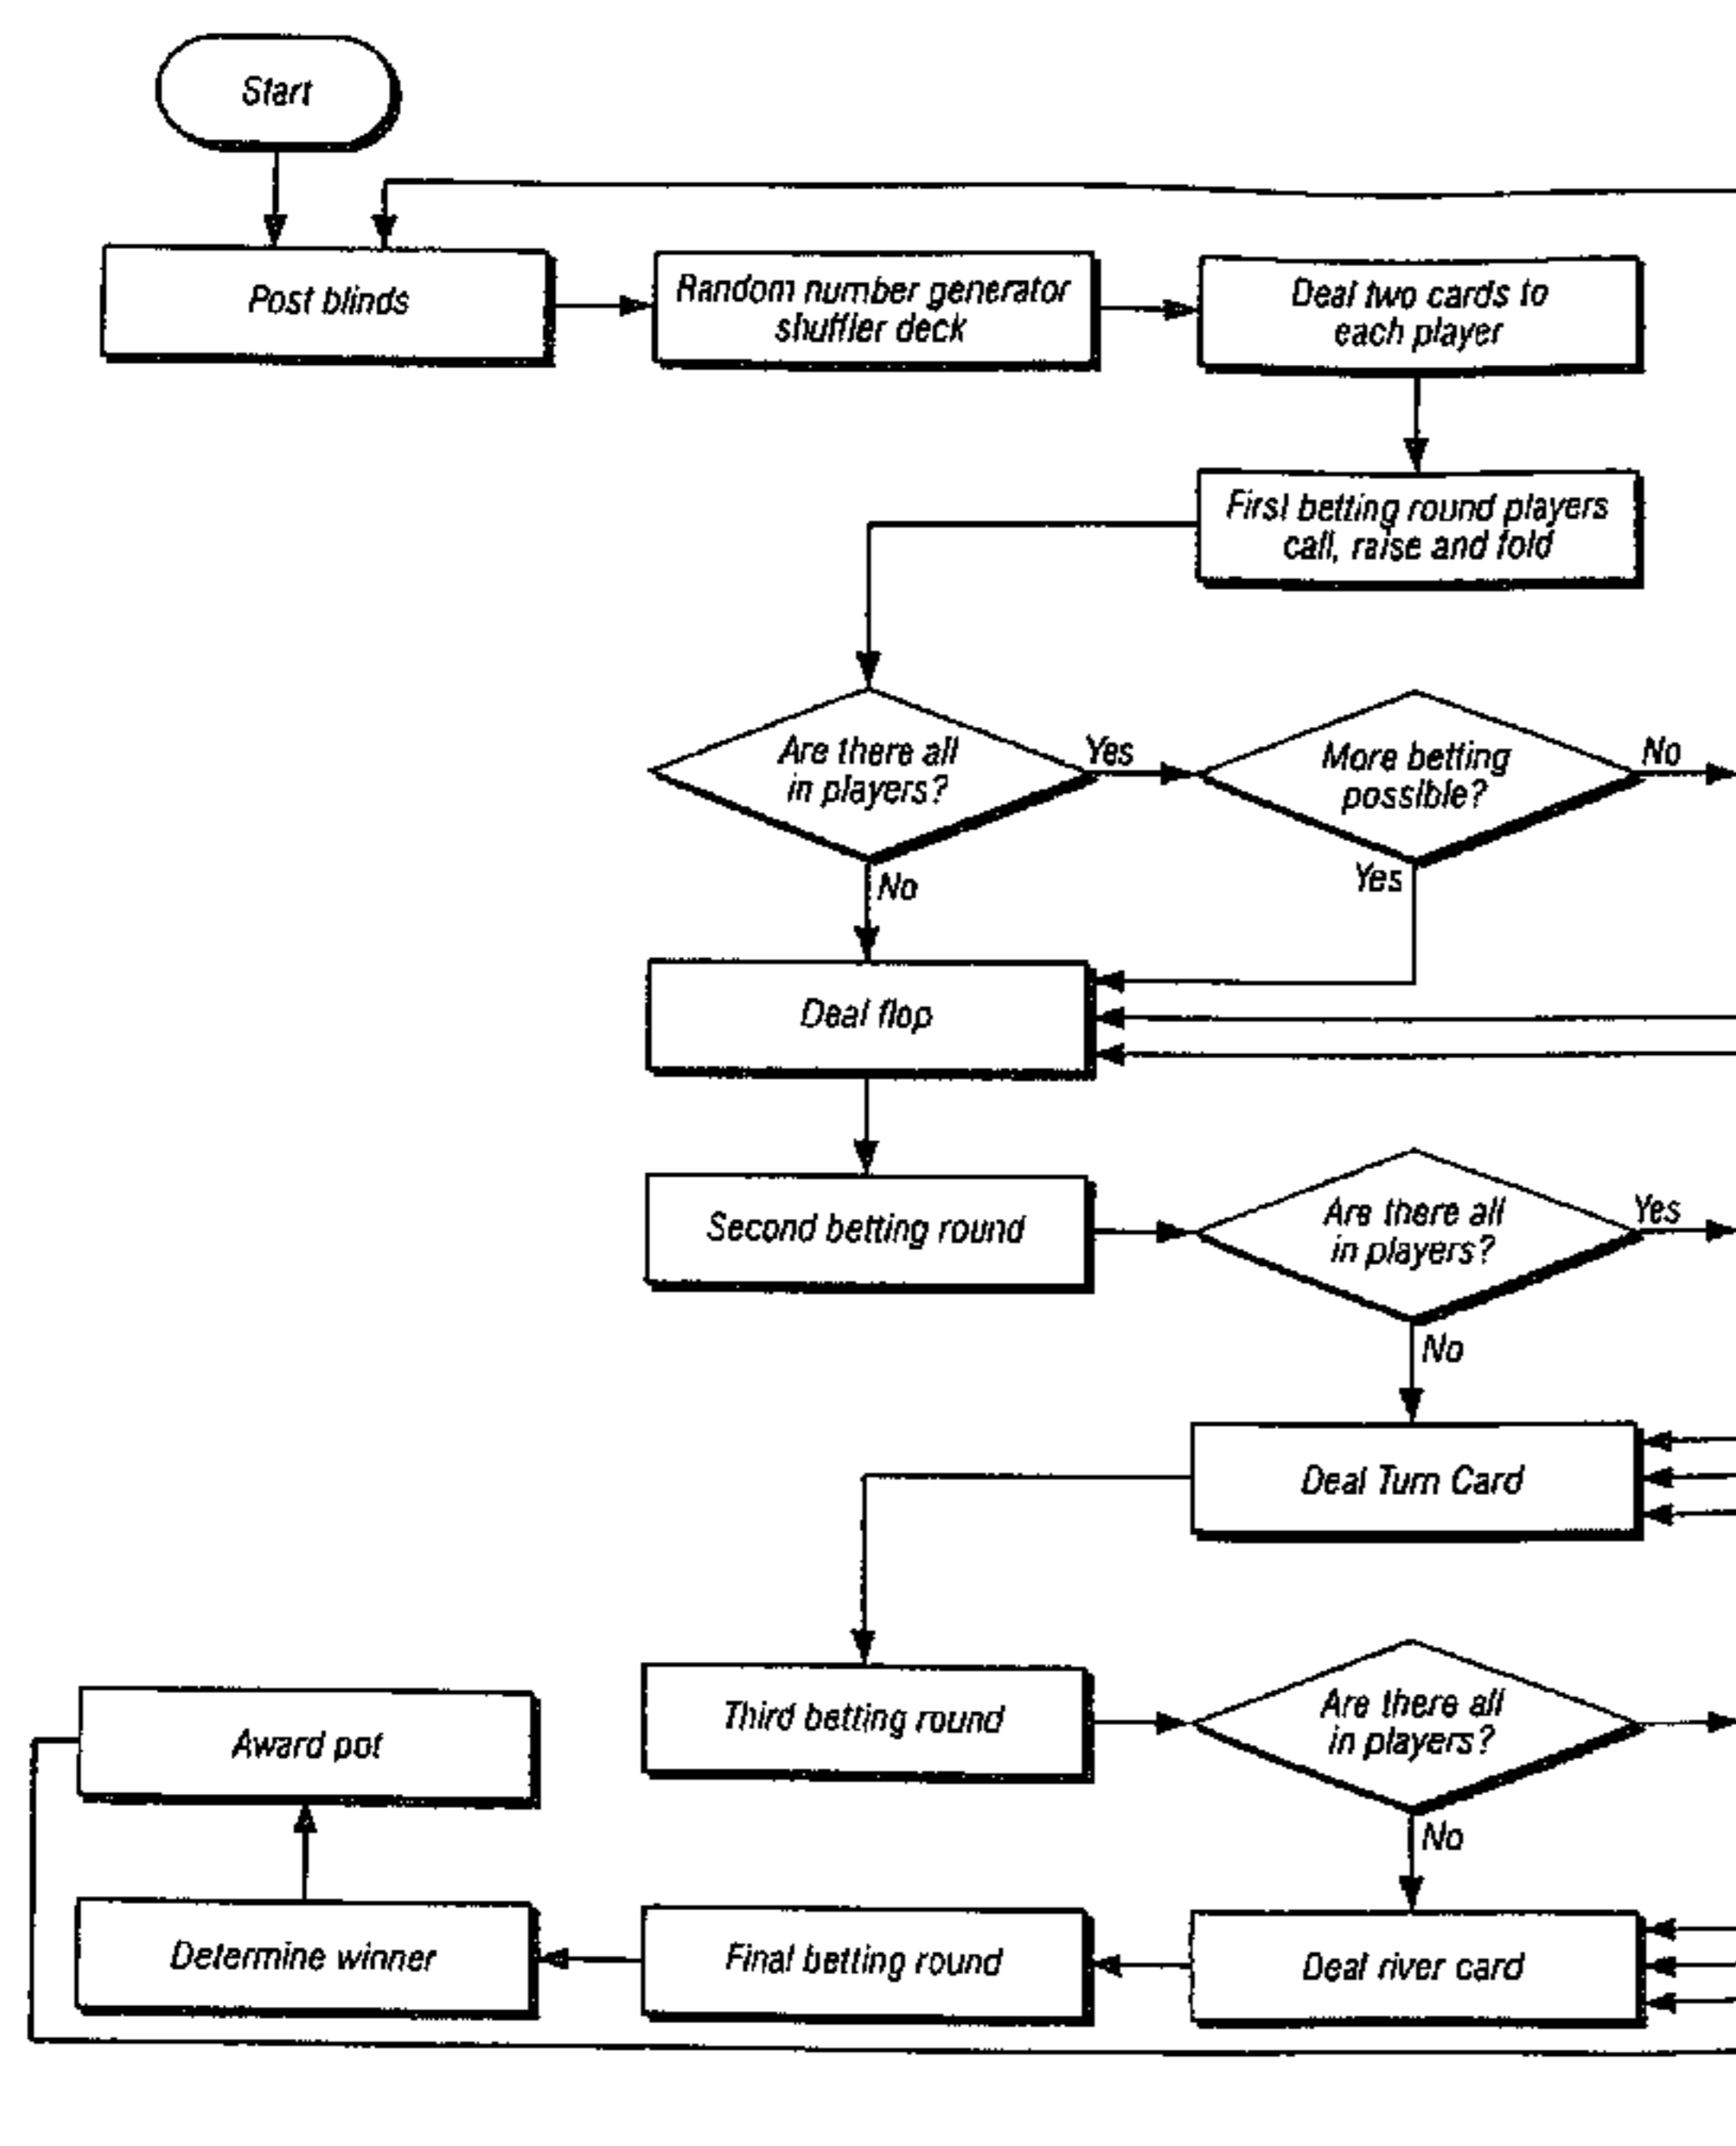 Start
Post blinds
Random number generator
shuffler deck
Deal two cards to
each player
First betting round players
call, raise and fold
Are there all
in players?
Yes
More betting
possible?
No
Yes
No
Deal flop
Second betting round
Are there all
in players?
Yes
No
Deal Turn Card
Third betting round
Are there all
in players?
Award pot
No
Determine winner
Final betting round
Deal river card